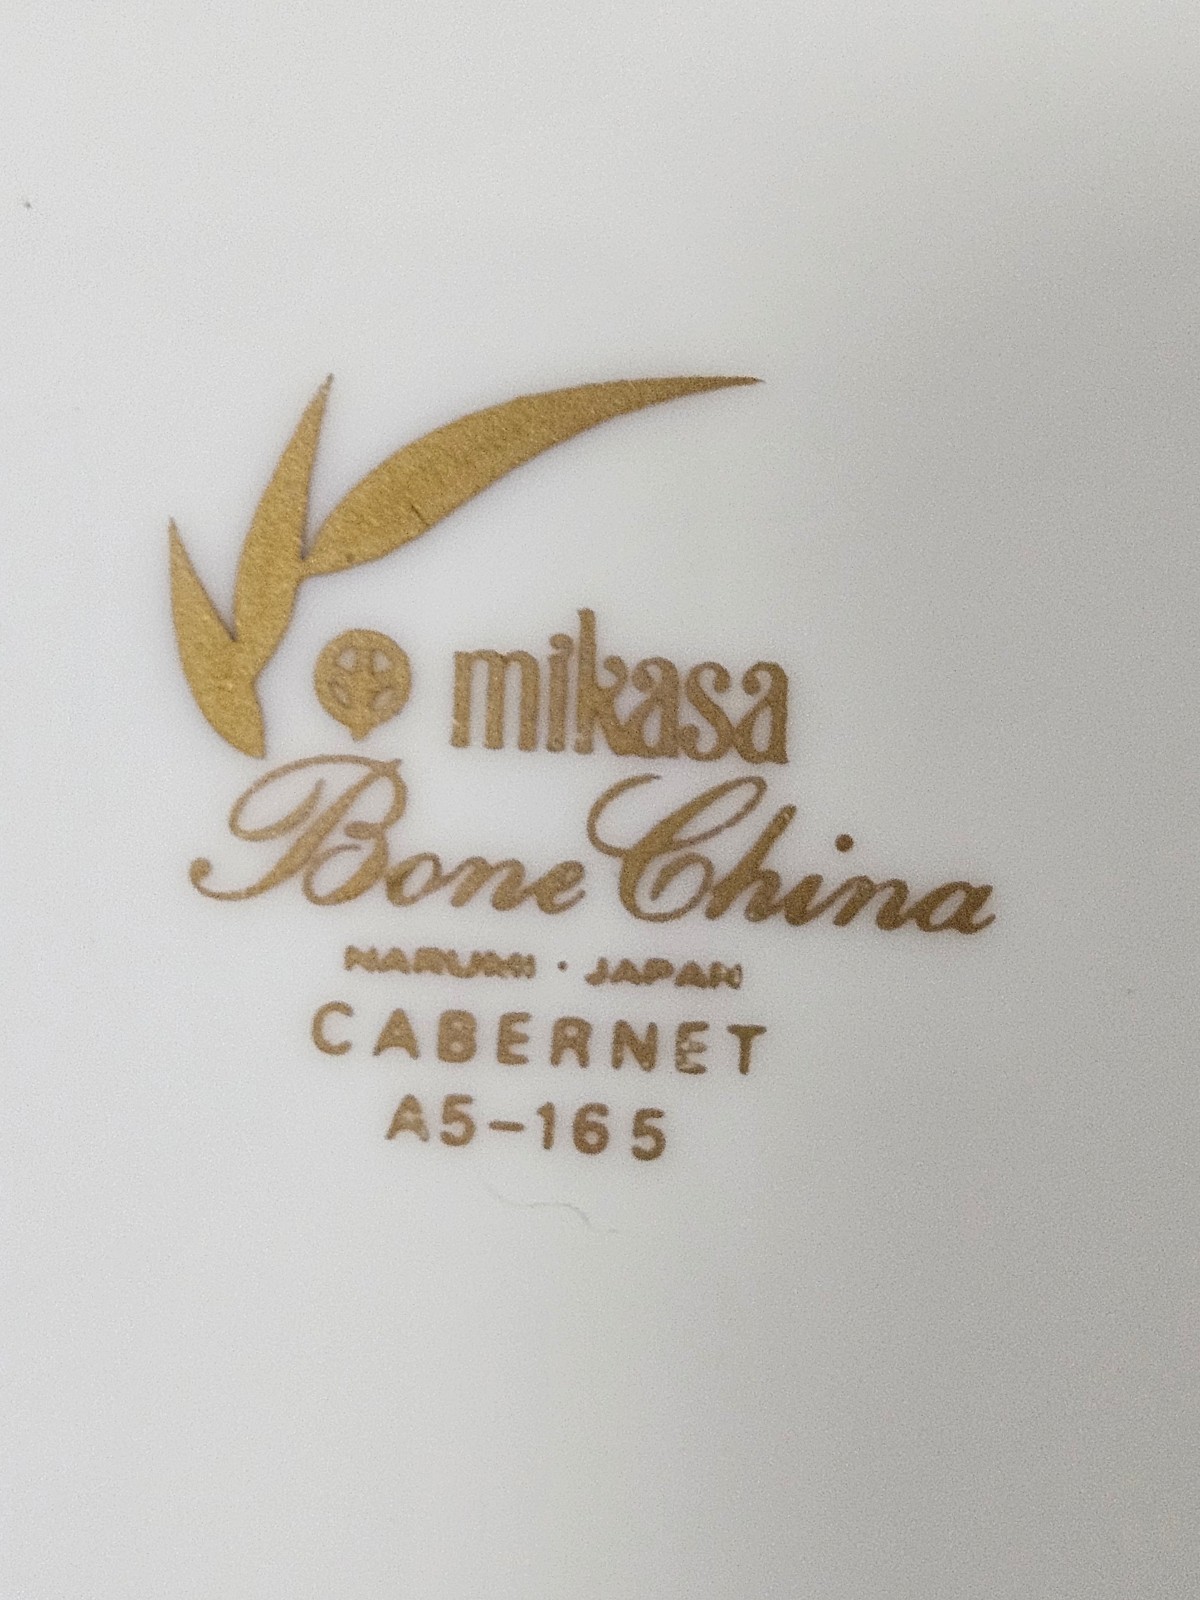 mikasa
Bone China
NARUMI · JAPAN
CABERNET
A5-165